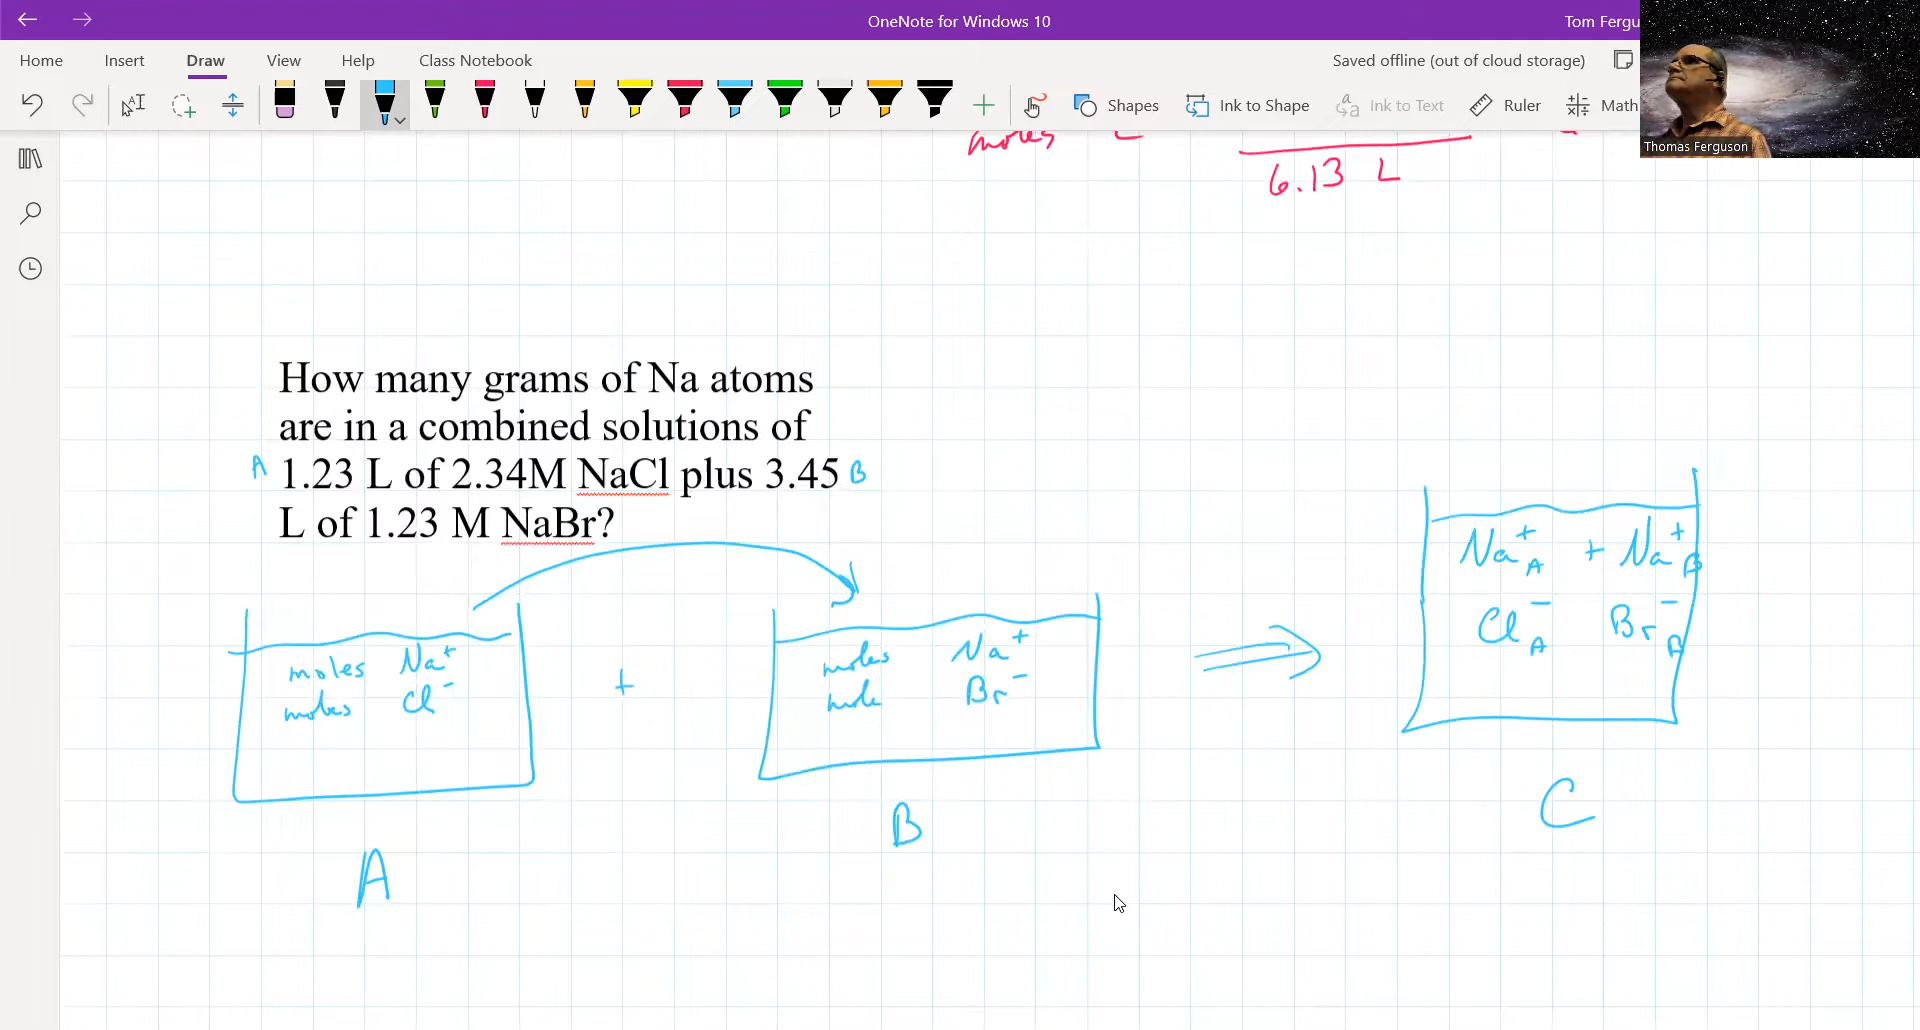 OneNote for Windows 10
Tom Fergu
Home Insert Draw View Help Class Notebook
Saved offline (out of cloud storage)
Shapes Ink to Shape Ink to Text Ruler Math
Thomas Ferguson
moles L
6.13 L
How many grams of Na atoms
are in a combined solutions of
A 1.23 L of 2.34M NaCl plus 3.45 B
L of 1.23 M NaBr?
moles Na⁺
moles Cl⁻
A
+
moles Na⁺
mole Br⁻
B
Na⁺A + Na⁺B
Cl⁻A Br⁻A
C